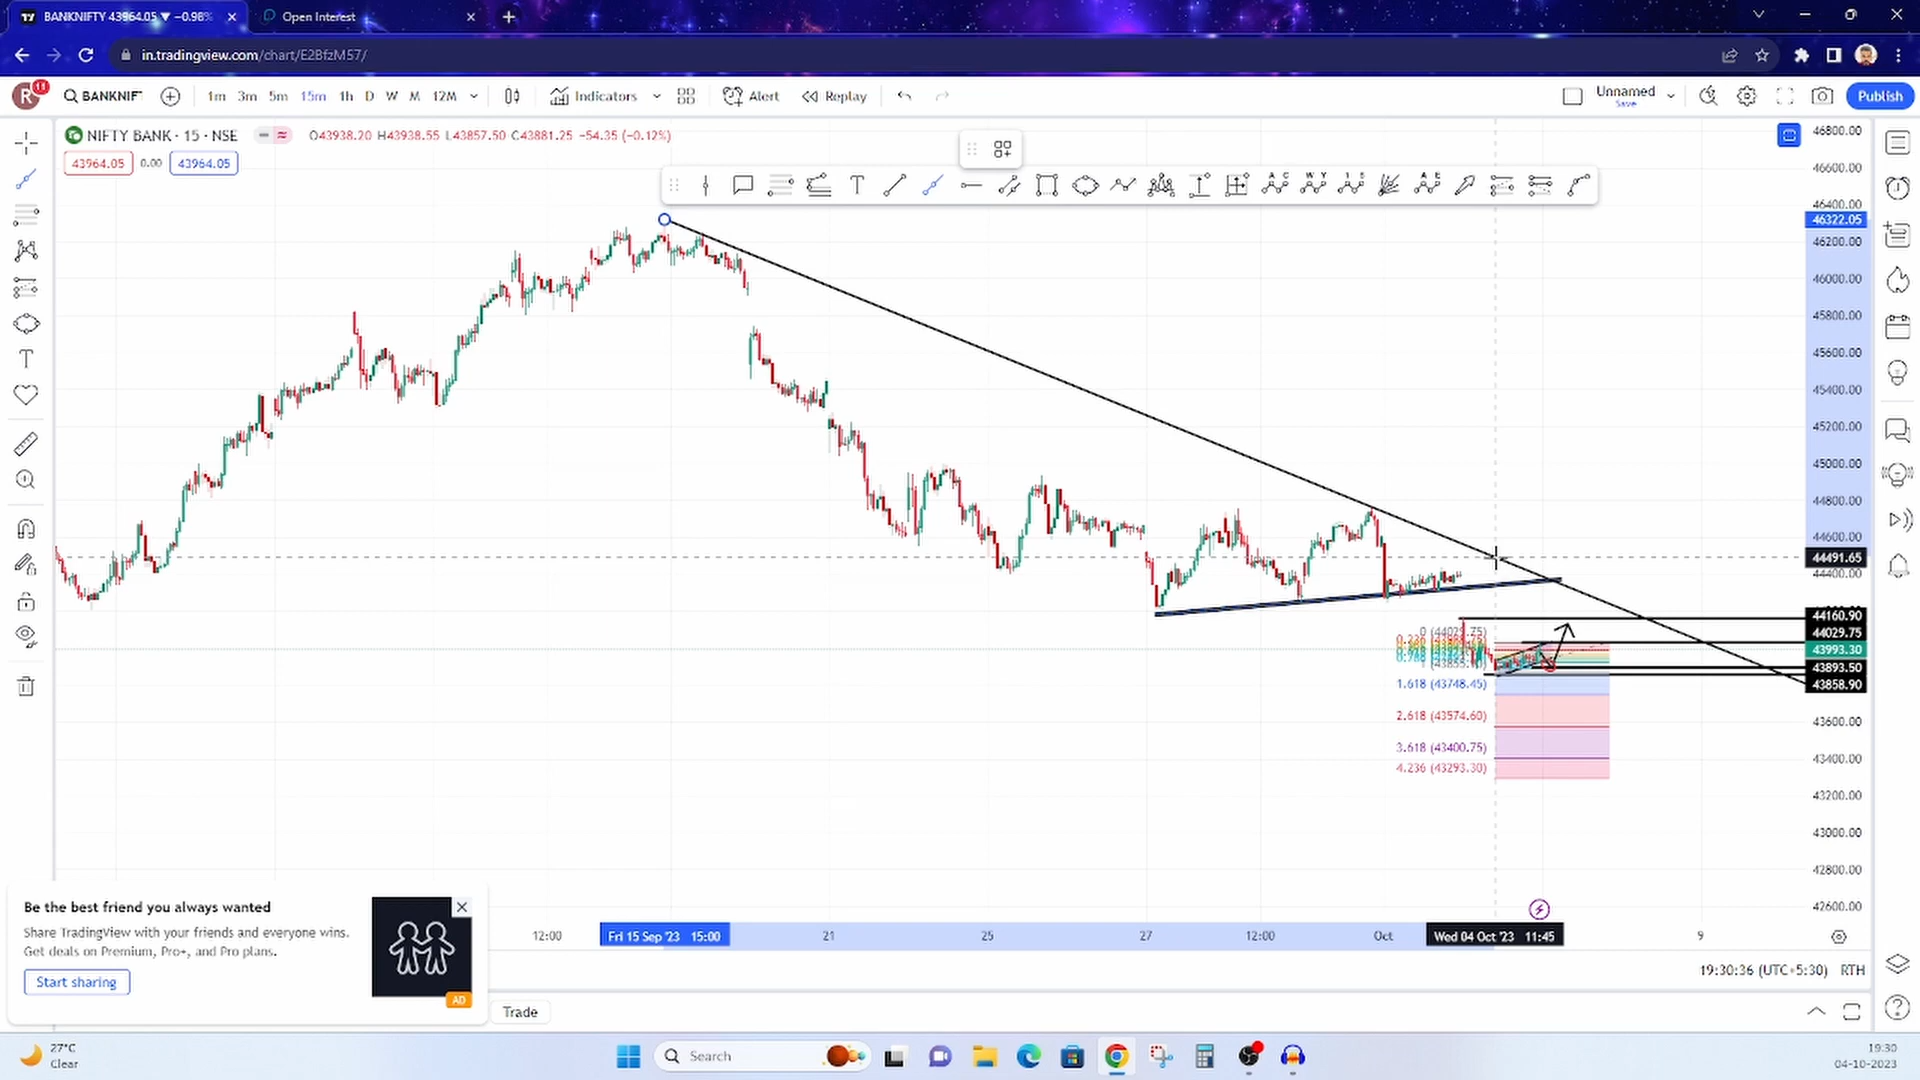 BANKNIFTY 43964.05 ▼ −0.98%
Open Interest
in.tradingview.com/chart/E2BfzM57/
R 11
BANKNIF
1m 3m 5m 15m 1h D W M 12M
Indicators
Alert
Replay
Unnamed
Save
Publish
NIFTY BANK · 15 · NSE
O43938.20 H43938.55 L43857.50 C43881.25 −54.35 (−0.12%)
43964.05 0.00 43964.05
46800.00
46600.00
46400.00
46322.05
46200.00
46000.00
45800.00
45600.00
45400.00
45200.00
45000.00
44800.00
44600.00
44491.65
44400.00
44160.90
44029.75
43993.30
43893.50
43858.90
43600.00
43400.00
43200.00
43000.00
42800.00
42600.00
0 (44029.75)
1.618 (43748.45)
2.618 (43574.60)
3.618 (43400.75)
4.236 (43293.30)
12:00
Fri 15 Sep '23 15:00
21
25
27
12:00
Oct
Wed 04 Oct '23 11:45
9
19:30:36 (UTC+5:30) RTH
Be the best friend you always wanted
Share TradingView with your friends and everyone wins.
Get deals on Premium, Pro+, and Pro plans.
Start sharing
AD
Trade
27°C
Clear
Search
19:30
04-10-2023